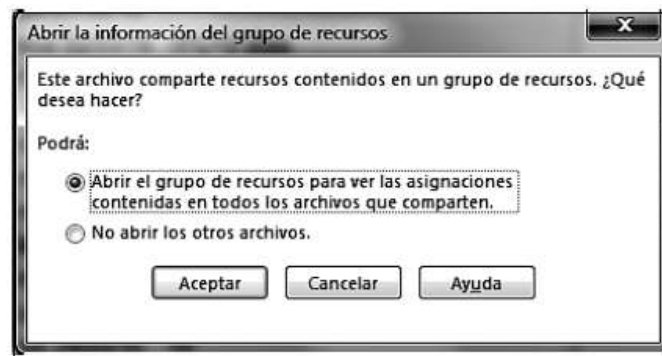 Abrir la información del grupo de recursos
Este archivo comparte recursos contenidos en un grupo de recursos. ¿Qué
desea hacer?
Podrá:
Abrir el grupo de recursos para ver las asignaciones
contenidas en todos los archivos que comparten.
No abrir los otros archivos.
Aceptar Cancelar Ayuda